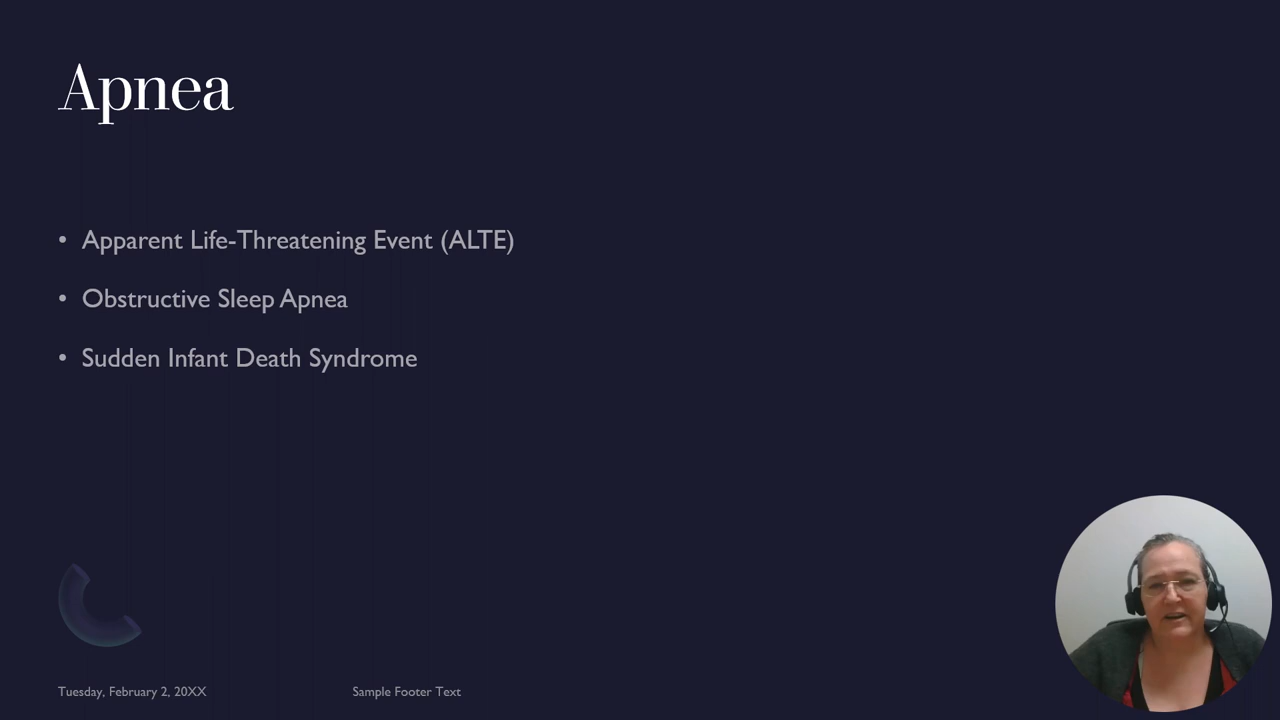 Apnea
• Apparent Life-Threatening Event (ALTE)
• Obstructive Sleep Apnea
• Sudden Infant Death Syndrome
Tuesday, February 2, 20XX
Sample Footer Text